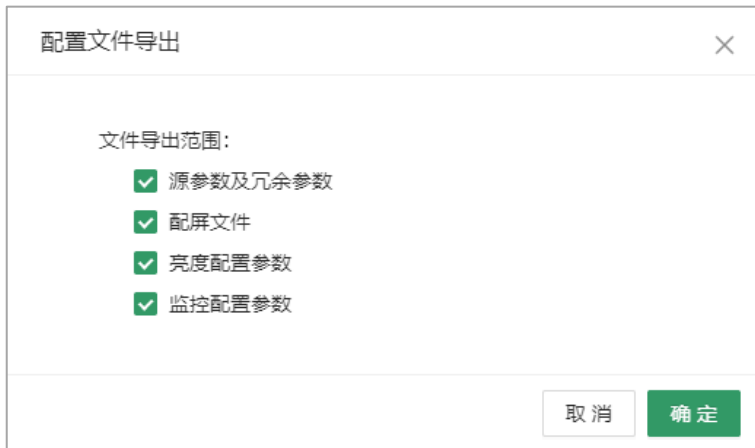 配置文件导出
文件导出范围:
源参数及冗余参数
配屏文件
亮度配置参数
监控配置参数
取消 确定